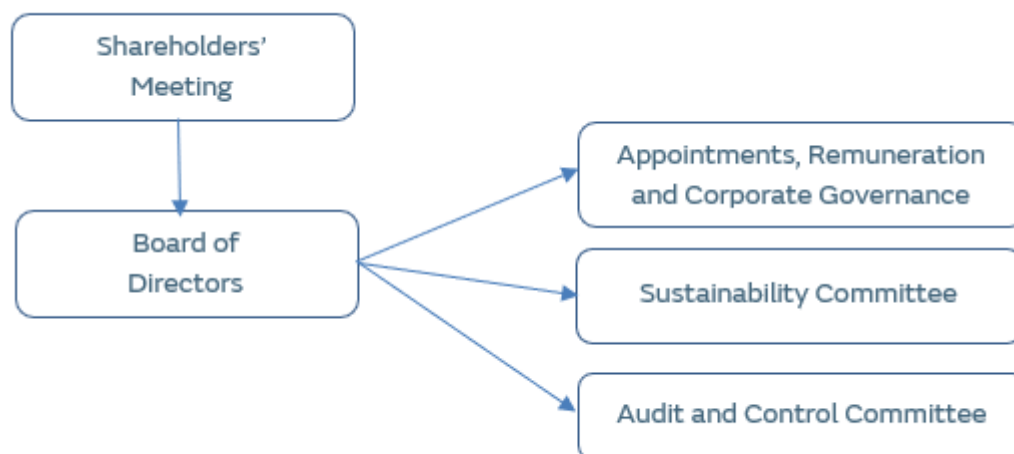 Shareholders’
Meeting
Board of
Directors
Appointments, Remuneration
and Corporate Governance
Sustainability Committee
Audit and Control Committee